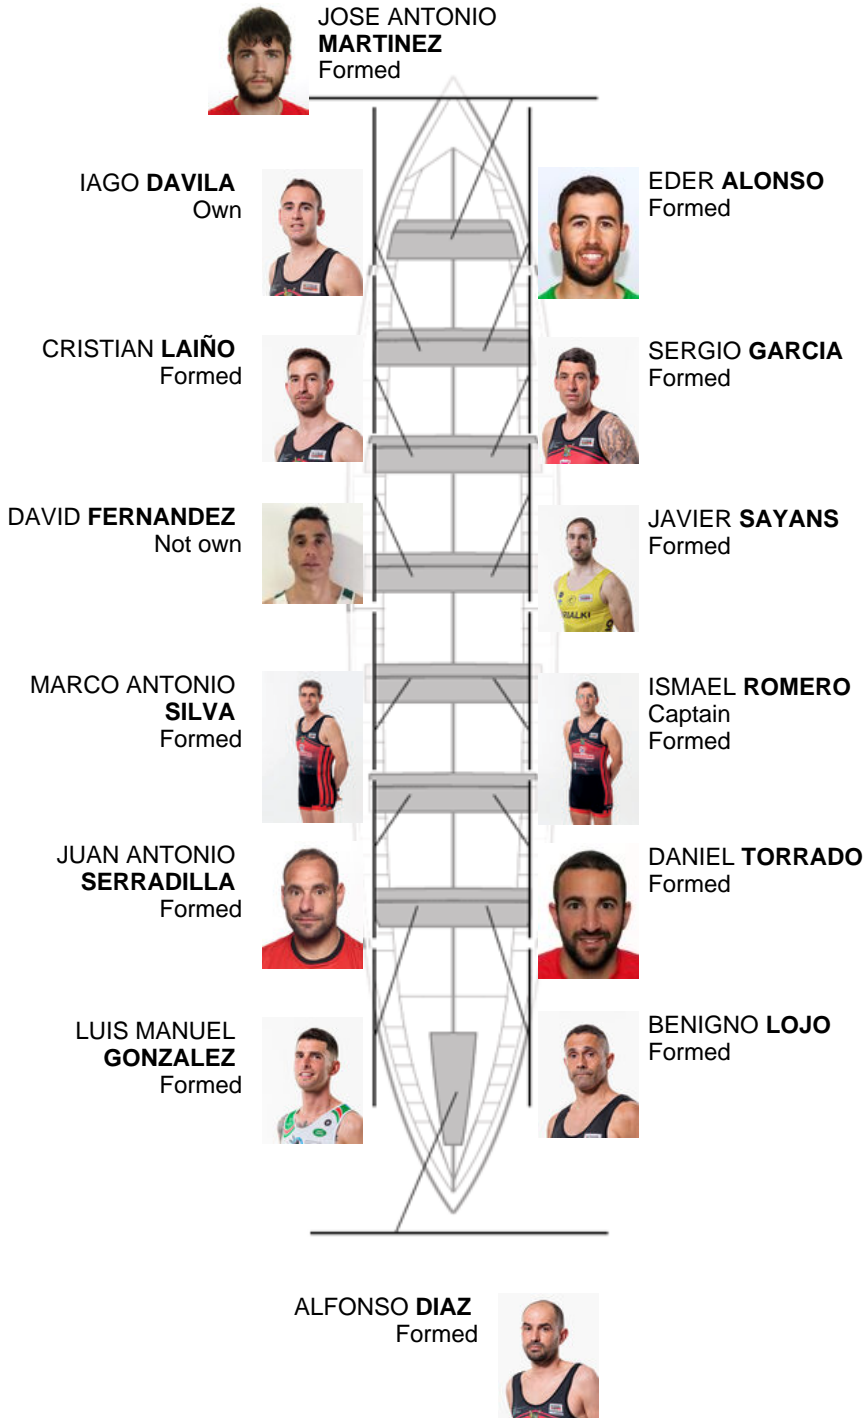 JOSE ANTONIO
MARTINEZ
Formed
IAGO DAVILA
Own
EDER ALONSO
Formed
CRISTIAN LAIÑO
Formed
SERGIO GARCIA
Formed
DAVID FERNANDEZ
Not own
JAVIER SAYANS
Formed
MARCO ANTONIO
SILVA
Formed
ISMAEL ROMERO
Captain
Formed
JUAN ANTONIO
SERRADILLA
Formed
DANIEL TORRADO
Formed
LUIS MANUEL
GONZALEZ
Formed
BENIGNO LOJO
Formed
ALFONSO DIAZ
Formed